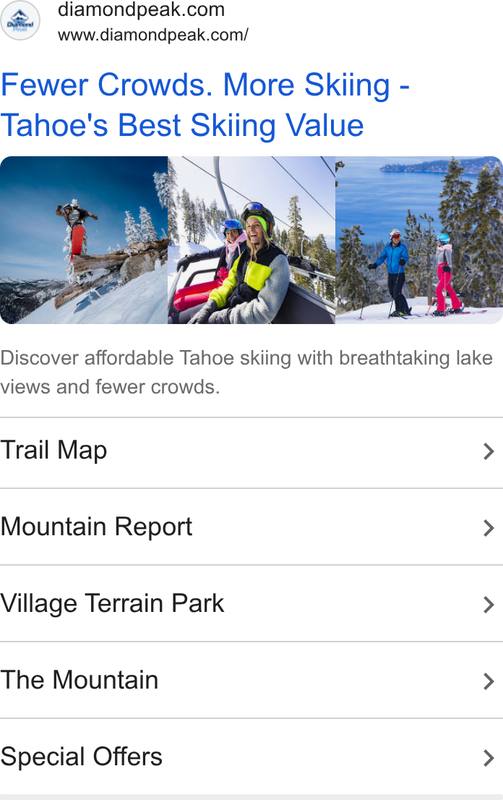 diamondpeak.com
www.diamondpeak.com/
Fewer Crowds. More Skiing -
Tahoe's Best Skiing Value
Discover affordable Tahoe skiing with breathtaking lake
views and fewer crowds.
Trail Map
Mountain Report
Village Terrain Park
The Mountain
Special Offers